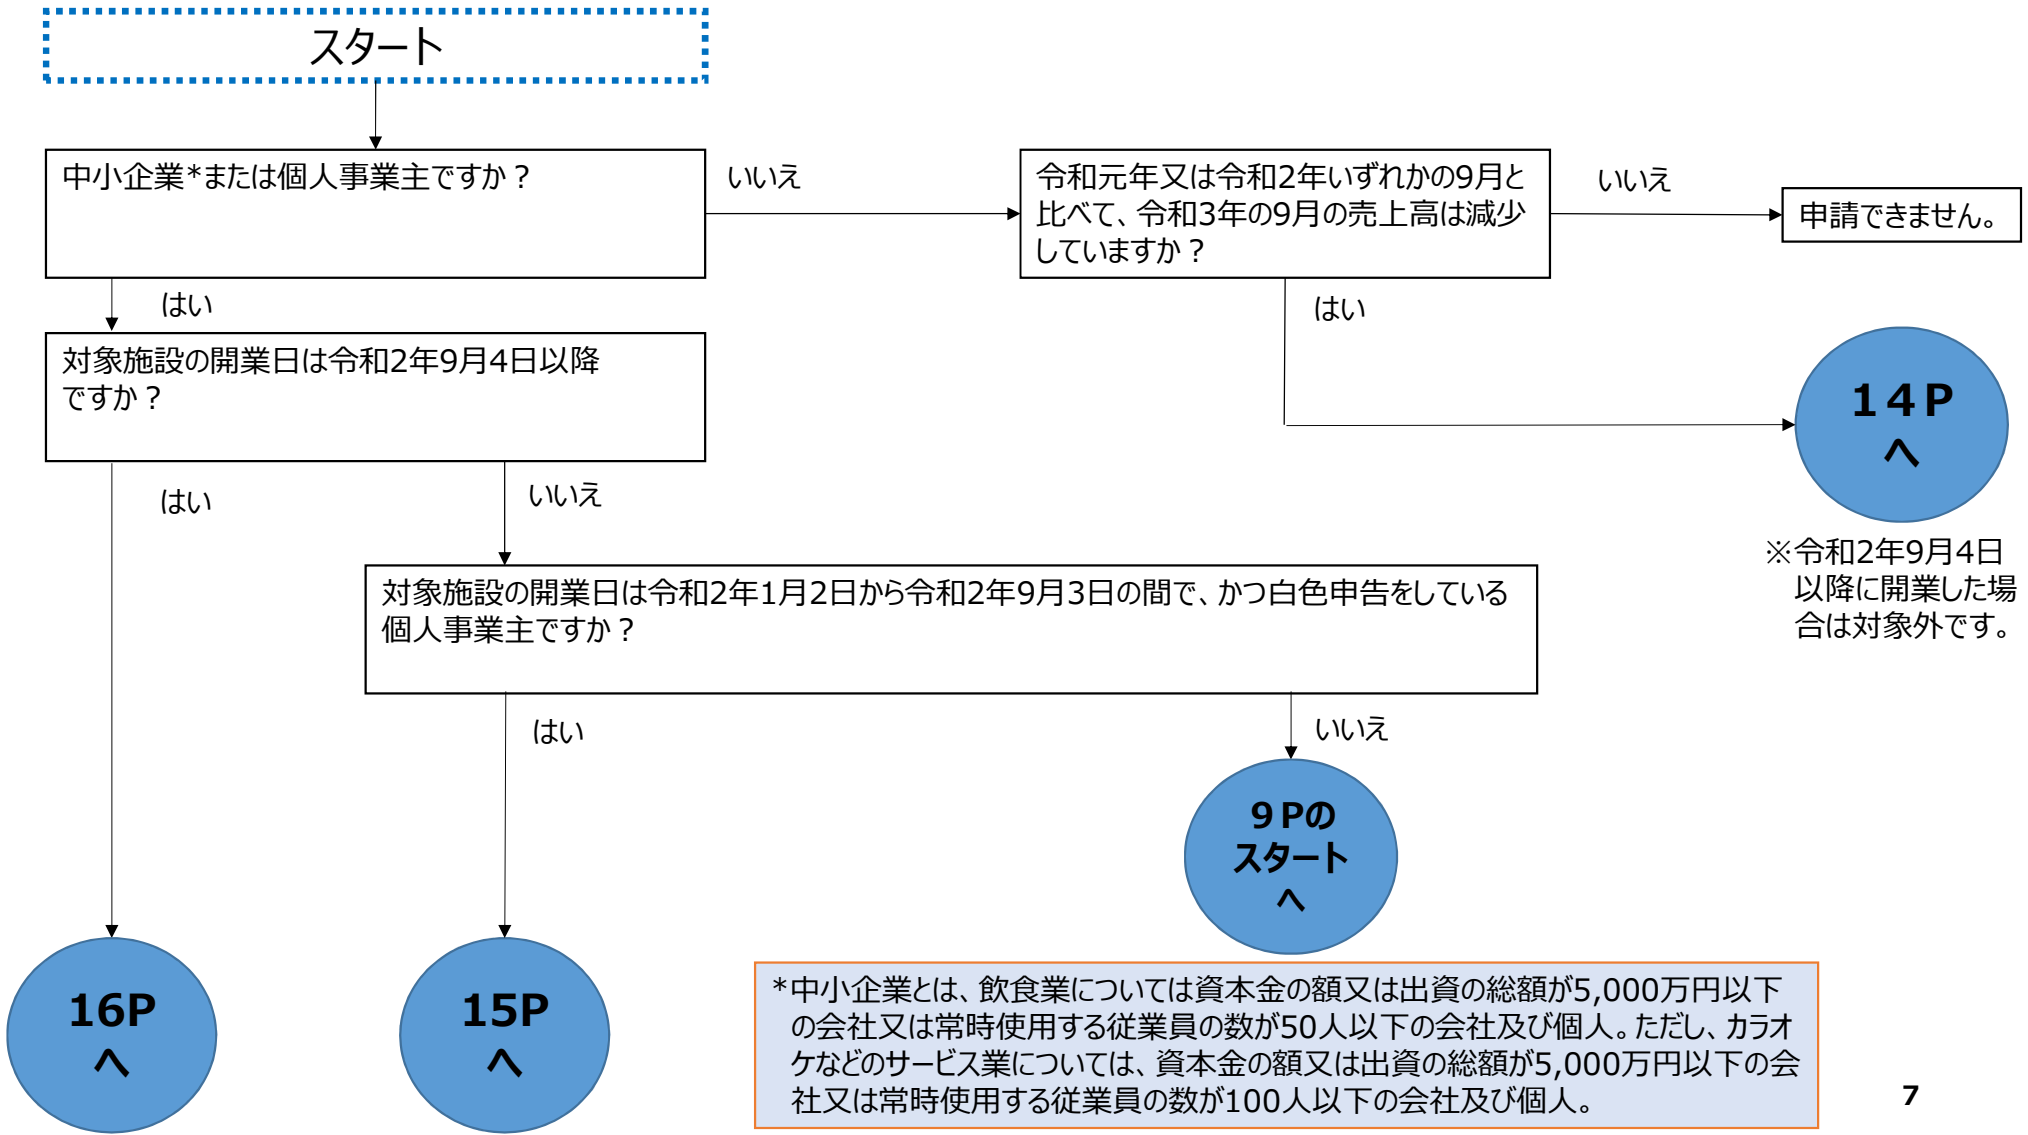 スタート
中小企業*または個人事業主ですか？
いいえ
令和元年又は令和2年いずれかの9月と
比べて、令和3年の9月の売上高は減少
していますか？
いいえ
申請できません。
はい
はい
対象施設の開業日は令和2年9月4日以降
ですか？
14P
へ
はい
いいえ
※令和2年9月4日
以降に開業した場
合は対象外です。
対象施設の開業日は令和2年1月2日から令和2年9月3日の間で、かつ白色申告をしている
個人事業主ですか？
はい
いいえ
9Pの
スタート
へ
16P
へ
15P
へ
*中小企業とは、飲食業については資本金の額又は出資の総額が5,000万円以下
の会社又は常時使用する従業員の数が50人以下の会社及び個人。ただし、カラオ
ケなどのサービス業については、資本金の額又は出資の総額が5,000万円以下の会
社又は常時使用する従業員の数が100人以下の会社及び個人。
7